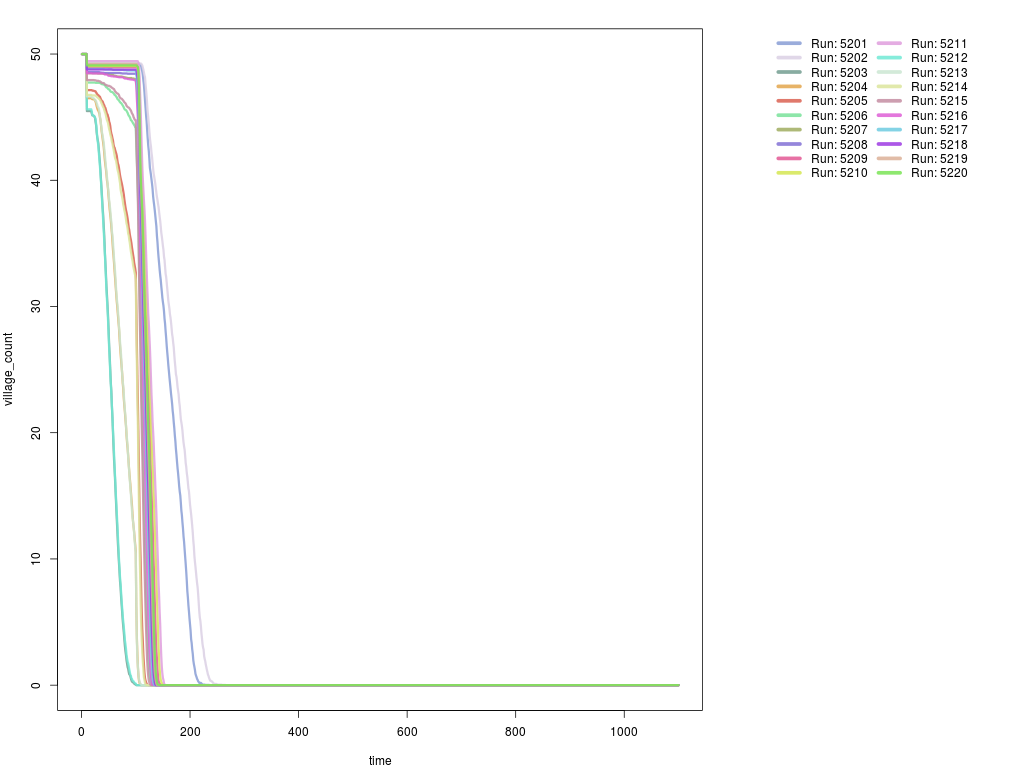 Run: 5201 Run: 5211
Run: 5202 Run: 5212
Run: 5203 Run: 5213
Run: 5204 Run: 5214
Run: 5205 Run: 5215
Run: 5206 Run: 5216
Run: 5207 Run: 5217
Run: 5208 Run: 5218
Run: 5209 Run: 5219
Run: 5210 Run: 5220
50
40
30
20
10
0
village_count
0 200 400 600 800 1000
time